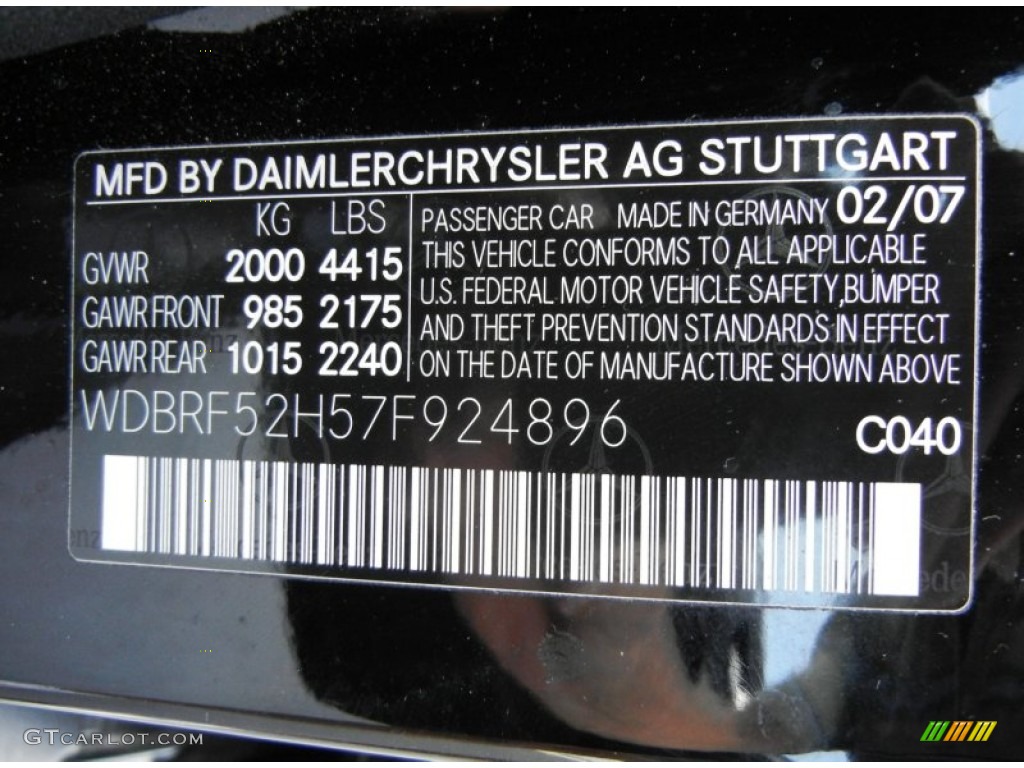 MFD BY DAIMLERCHRYSLER AG STUTTGART
KG LBS
GVWR 2000 4415
GAWR FRONT 985 2175
GAWR REAR 1015 2240
PASSENGER CAR MADE IN GERMANY 02/07
THIS VEHICLE CONFORMS TO ALL APPLICABLE
U.S. FEDERAL MOTOR VEHICLE SAFETY, BUMPER
AND THEFT PREVENTION STANDARDS IN EFFECT
ON THE DATE OF MANUFACTURE SHOWN ABOVE
WDBRF52H57F924896
C040
GTCARLOT.COM